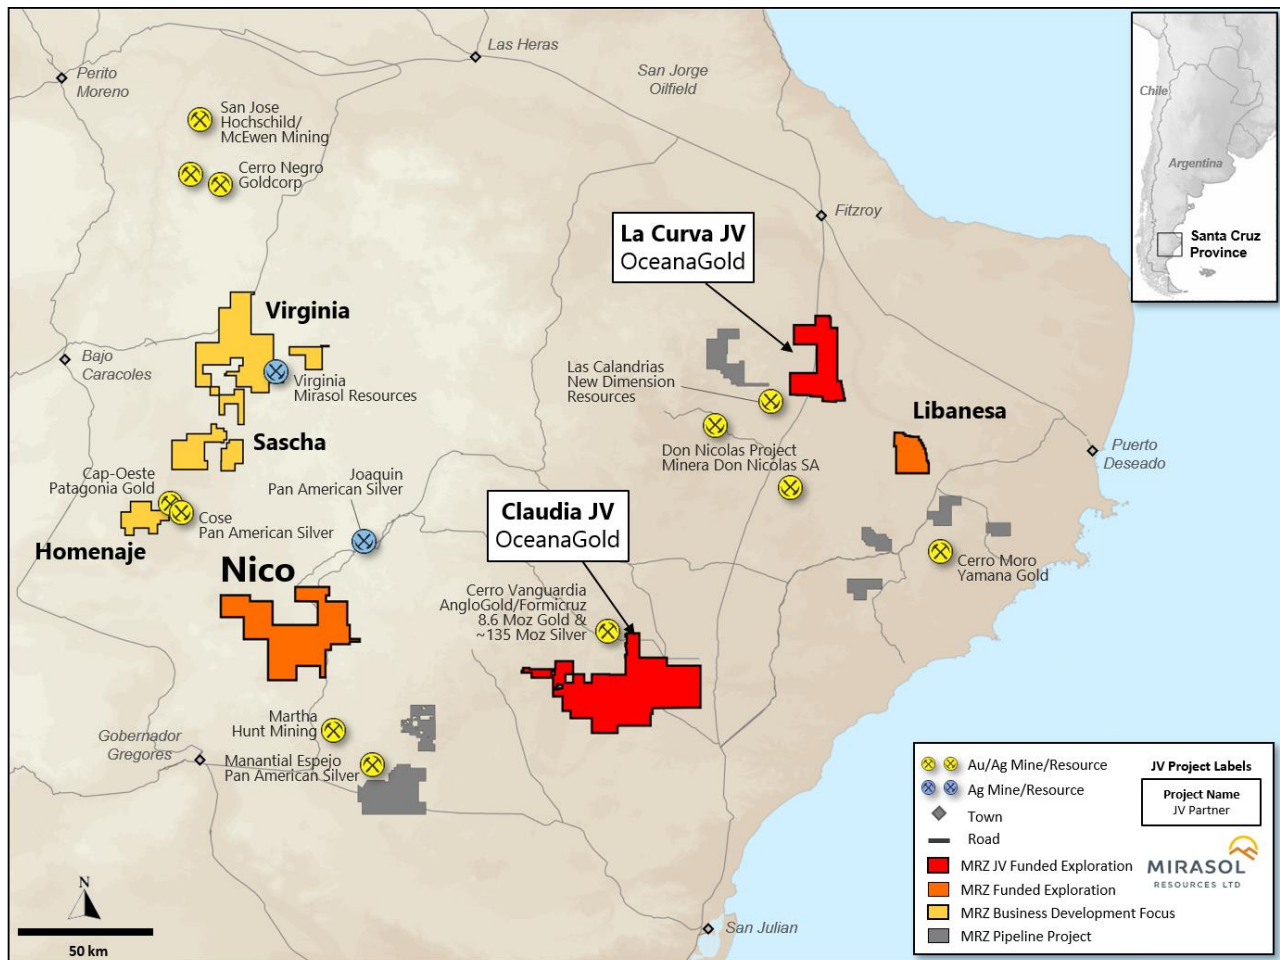 Las Heras
Perito
Moreno
San Jorge
Oilfield
San Jose
Hochschild/
McEwen Mining
Cerro Negro
Goldcorp
Chile
Argentina
Santa Cruz
Province
Fitzroy
La Curva JV
OceanaGold
Virginia
Bajo
Caracoles
Virginia
Mirasol Resources
Las Calandrias
New Dimension
Resources
Libanesa
Sascha
Don Nicolas Project
Minera Don Nicolas SA
Puerto
Deseado
Cap-Oeste
Patagonia Gold
Joaquin
Pan American Silver
Cose
Pan American Silver
Homenaje
Claudia JV
OceanaGold
Nico
Cerro Moro
Yamana Gold
Cerro Vanguardia
AngloGold/Formicruz
8.6 Moz Gold &
~135 Moz Silver
Martha
Hunt Mining
Gobernador
Gregores
Manantial Espejo
Pan American Silver
San Julian
N
50 km
Au/Ag Mine/Resource
Ag Mine/Resource
Town
Road
MRZ JV Funded Exploration
MRZ Funded Exploration
MRZ Business Development Focus
MRZ Pipeline Project
JV Project Labels
Project Name
JV Partner
MIRASOL
RESOURCES LTD